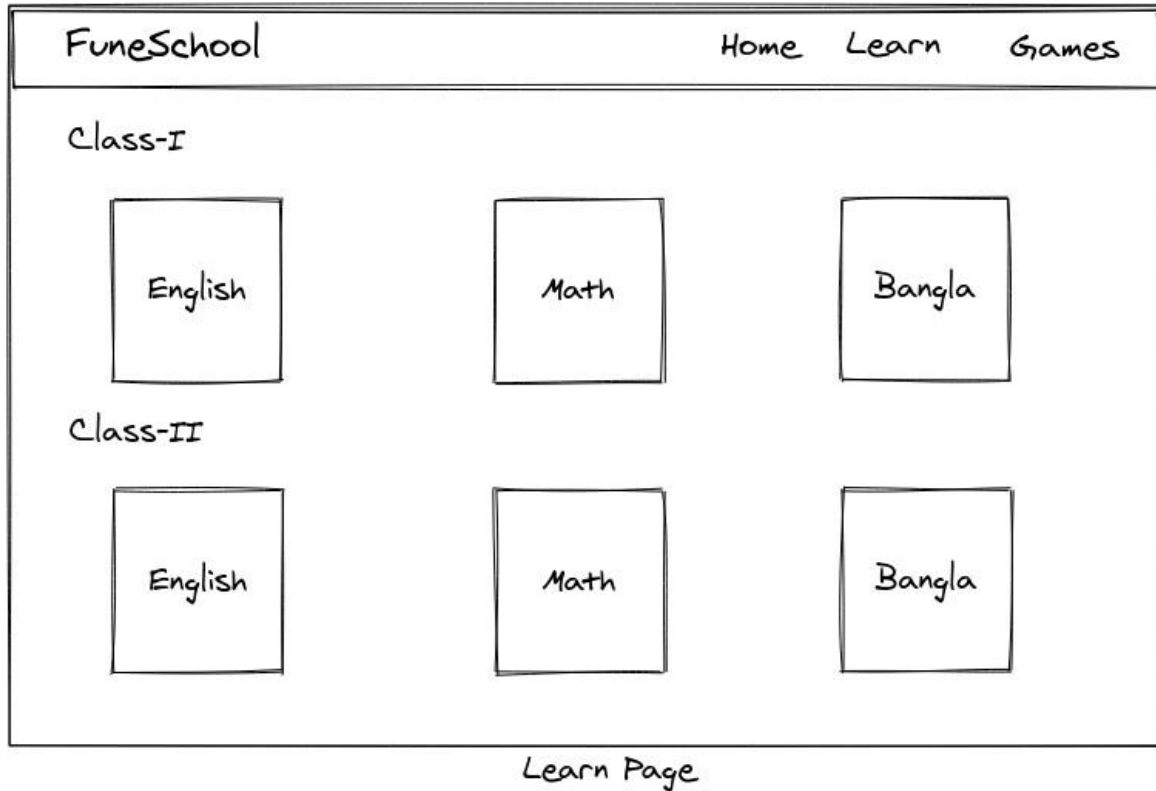 FuneSchool Home Learn Games
Class-I
English Math Bangla
Class-II
English Math Bangla
Learn Page